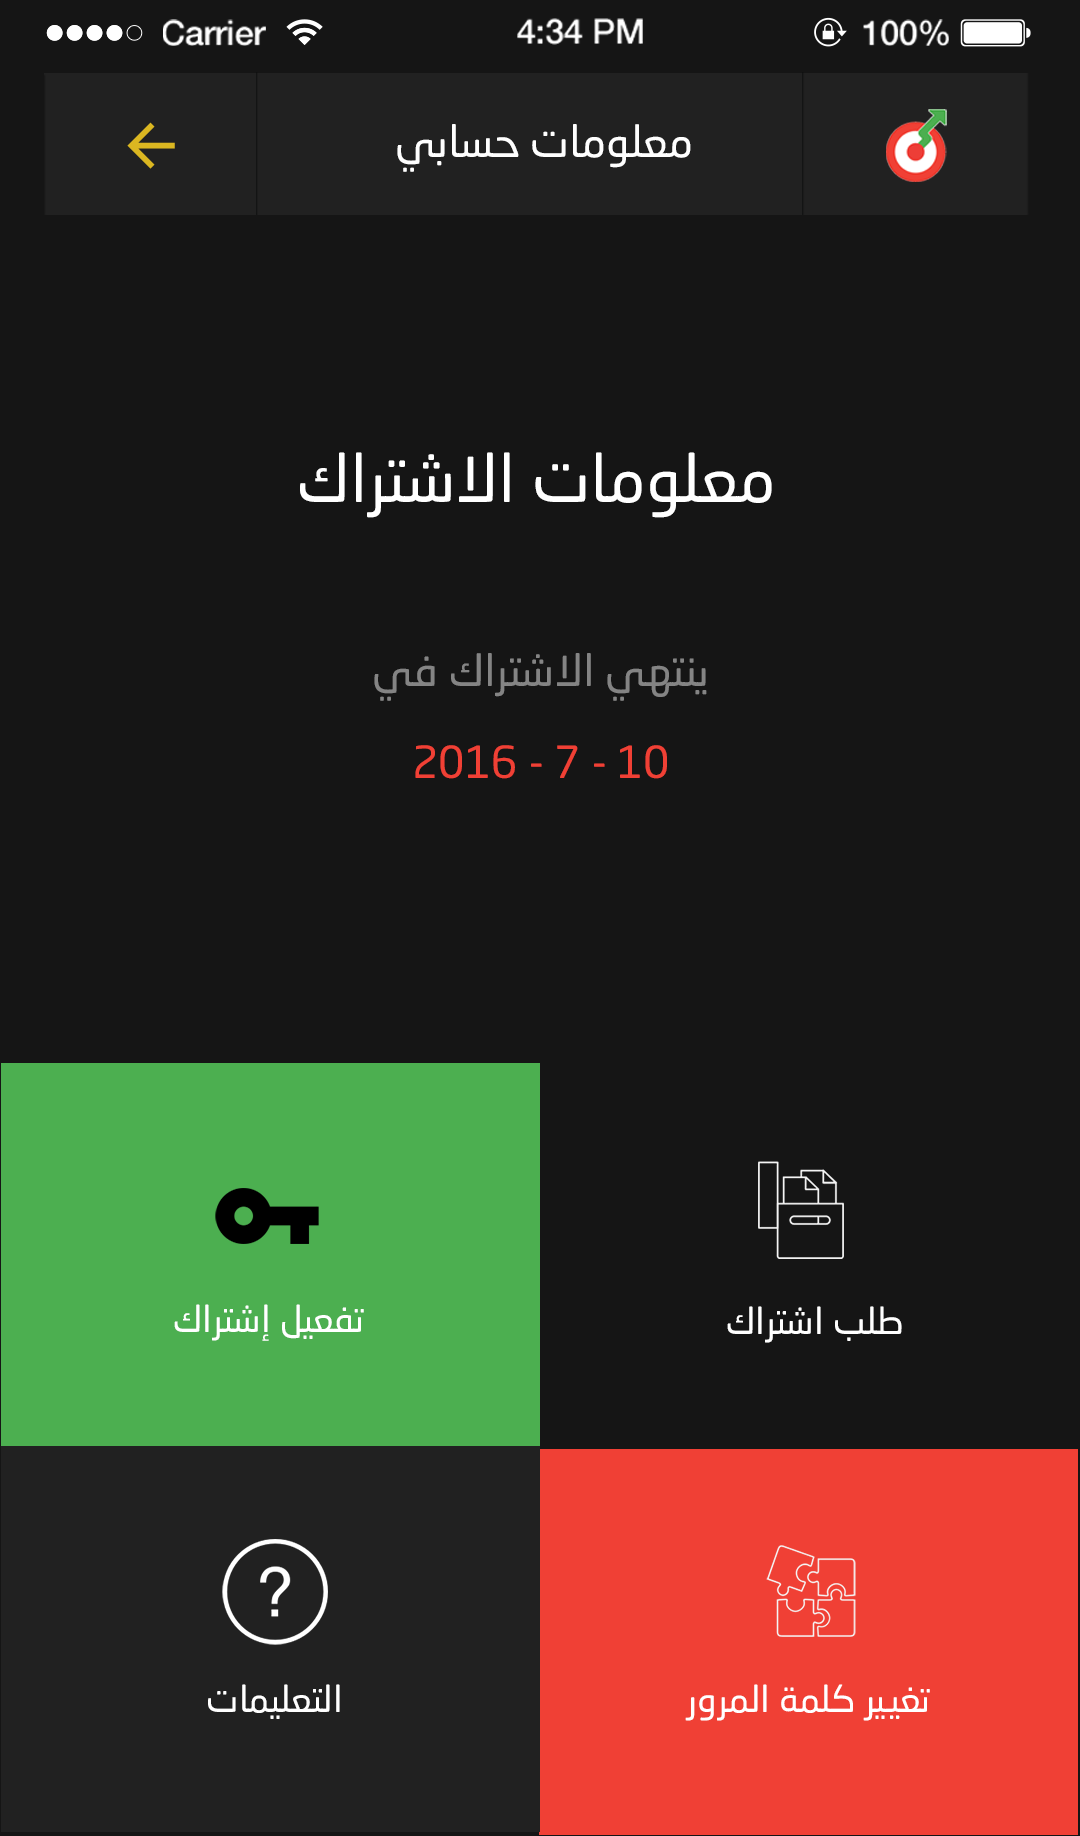 Carrier 4:34 PM 100%
معلومات حسابي
معلومات الاشتراك
ينتهي الاشتراك في
2016 - 7 - 10
طلب اشتراك
تفعيل إشتراك
تغيير كلمة المرور
?
التعليمات